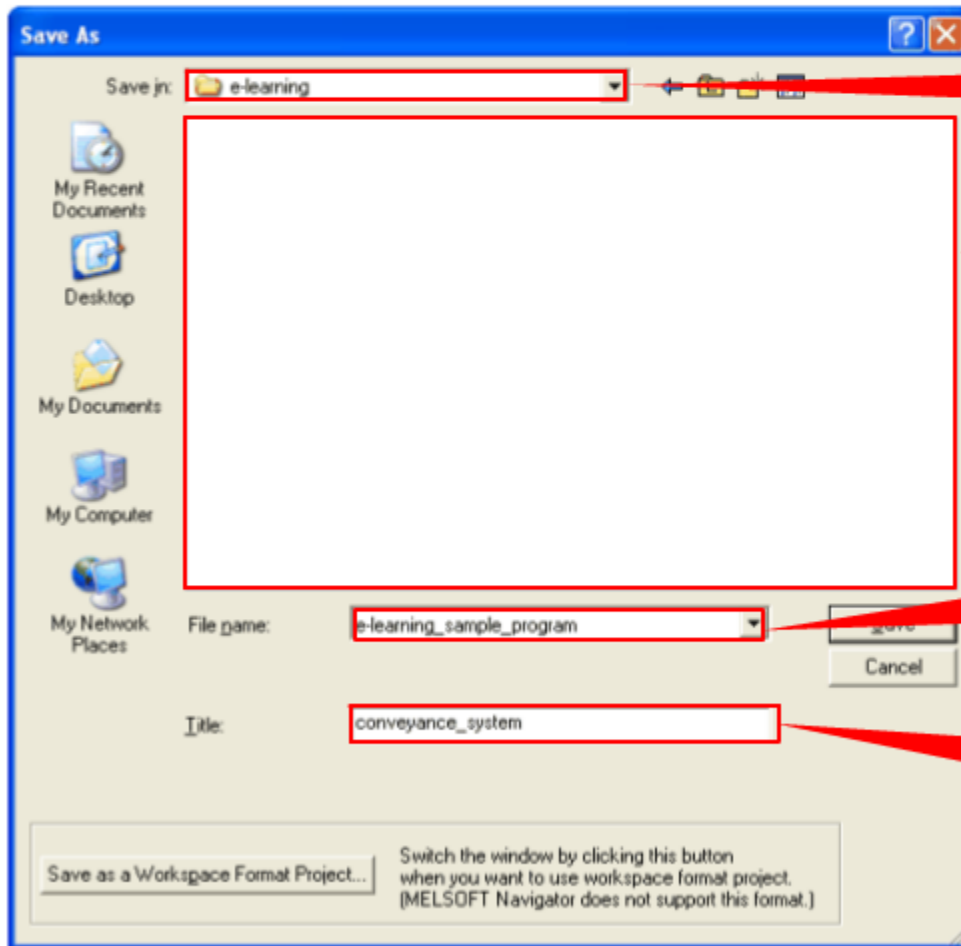 Save As
Save in:
e-learning
My Recent
Documents
Desktop
My Documents
My Computer
My Network
Places
File name:
e-learning_sample_program
Cancel
Title:
conveyance_system
Save as a Workspace Format Project...
Switch the window by clicking this button
when you want to use workspace format project.
(MELSOFT Navigator does not support this format.)